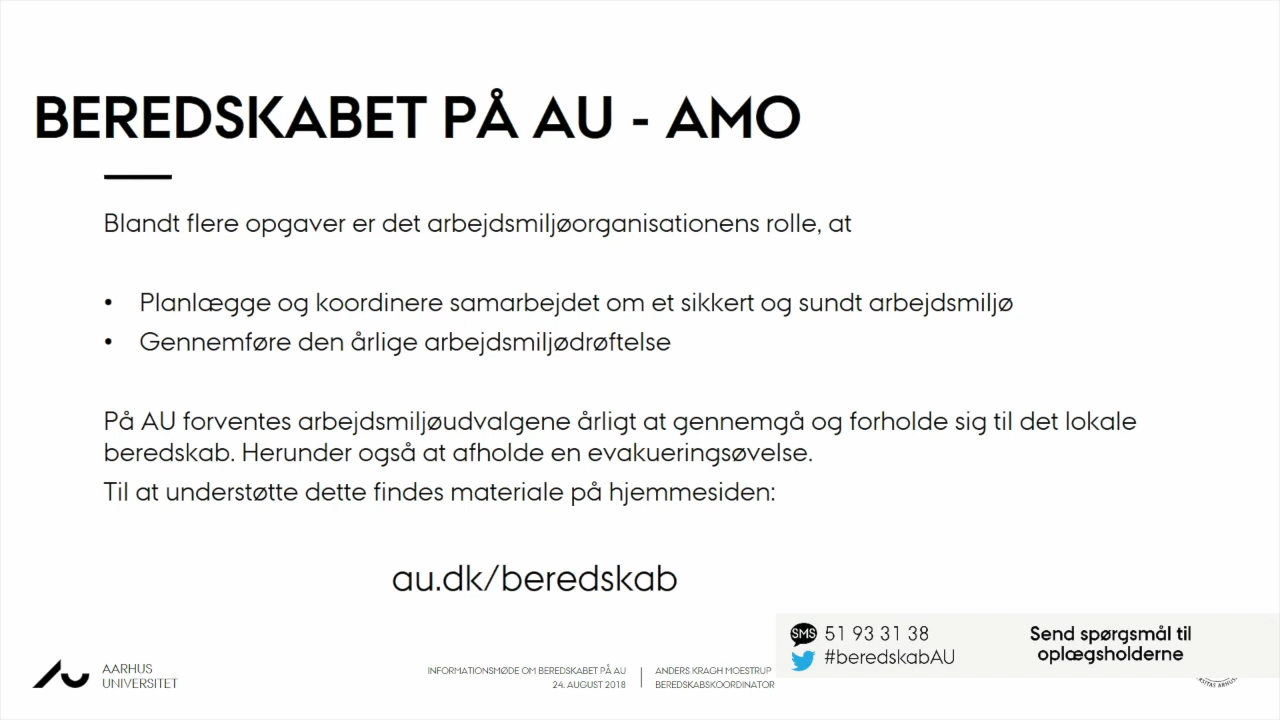 BEREDSKABET PÅ AU - AMO
Blandt flere opgaver er det arbejdsmiljøorganisationens rolle, at
• Planlægge og koordinere samarbejdet om et sikkert og sundt arbejdsmiljø
• Gennemføre den årlige arbejdsmiljødrøftelse
På AU forventes arbejdsmiljøudvalgene årligt at gennemgå og forholde sig til det lokale
beredskab. Herunder også at afholde en evakueringsøvelse.
Til at understøtte dette findes materiale på hjemmesiden:
au.dk/beredskab
SMS 51 93 31 38
#beredskabAU
Send spørgsmål til
oplægsholderne
AARHUS
UNIVERSITET
INFORMATIONSMØDE OM BEREDSKABET PÅ AU
24. AUGUST 2018
ANDERS KRAGH MOESTRUP
BEREDSKABSKOORDINATOR